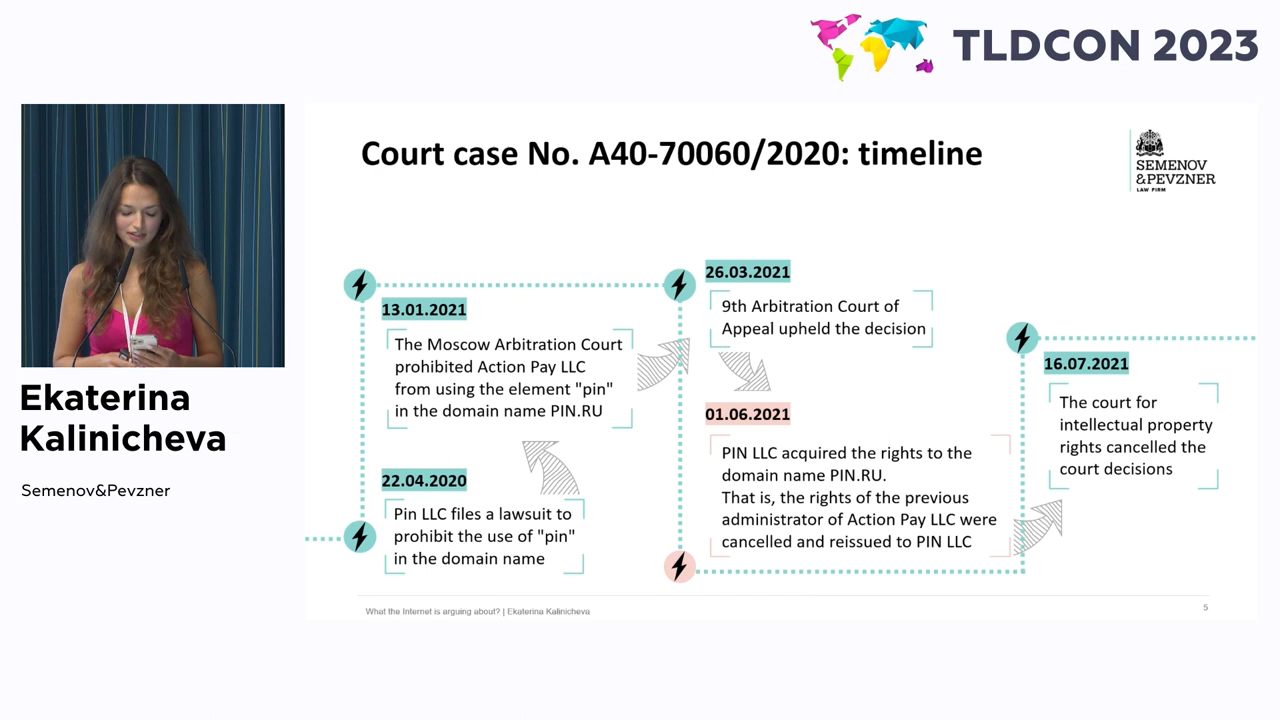 TLDCON 2023
Ekaterina
Kalinicheva
Semenov&Pevzner
Court case No. A40-70060/2020: timeline
SEMENOV
&PEVZNER
LAW FIRM
22.04.2020
Pin LLC files a lawsuit to
prohibit the use of "pin"
in the domain name
13.01.2021
The Moscow Arbitration Court
prohibited Action Pay LLC
from using the element "pin"
in the domain name PIN.RU
26.03.2021
9th Arbitration Court of
Appeal upheld the decision
01.06.2021
PIN LLC acquired the rights to the
domain name PIN.RU.
That is, the rights of the previous
administrator of Action Pay LLC were
cancelled and reissued to PIN LLC
16.07.2021
The court for
intellectual property
rights cancelled the
court decisions
What the Internet is arguing about? | Ekaterina Kalinicheva
5